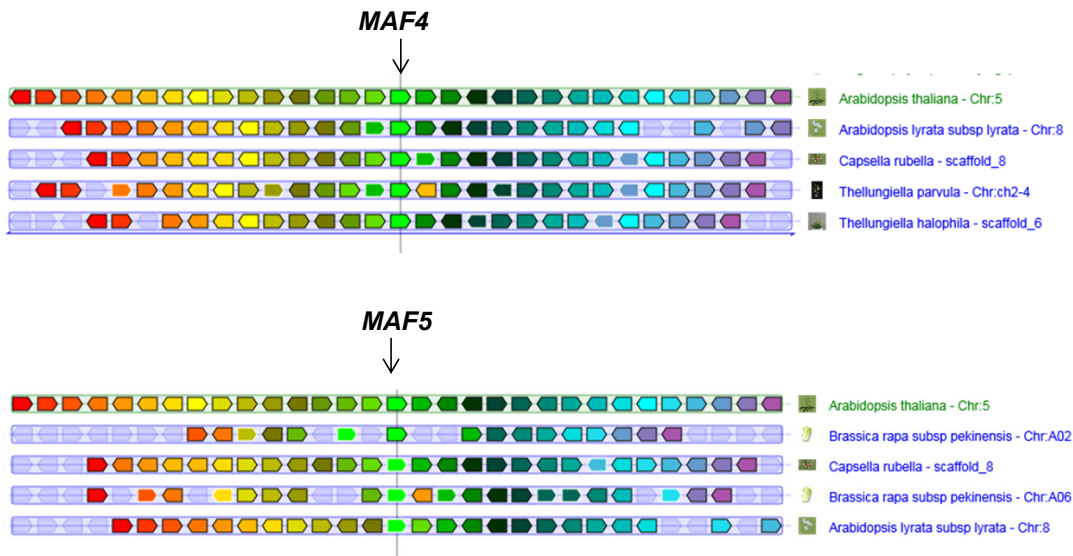 MAF4
Arabidopsis thaliana - Chr:5
Arabidopsis lyrata subsp lyrata - Chr:8
Capsella rubella - scaffold_8
Thellungiella parvula - Chr:ch2-4
Thellungiella halophila - scaffold_6
MAF5
Arabidopsis thaliana - Chr:5
Brassica rapa subsp pekinensis - Chr:A02
Capsella rubella - scaffold_8
Brassica rapa subsp pekinensis - Chr:A06
Arabidopsis lyrata subsp lyrata - Chr:8